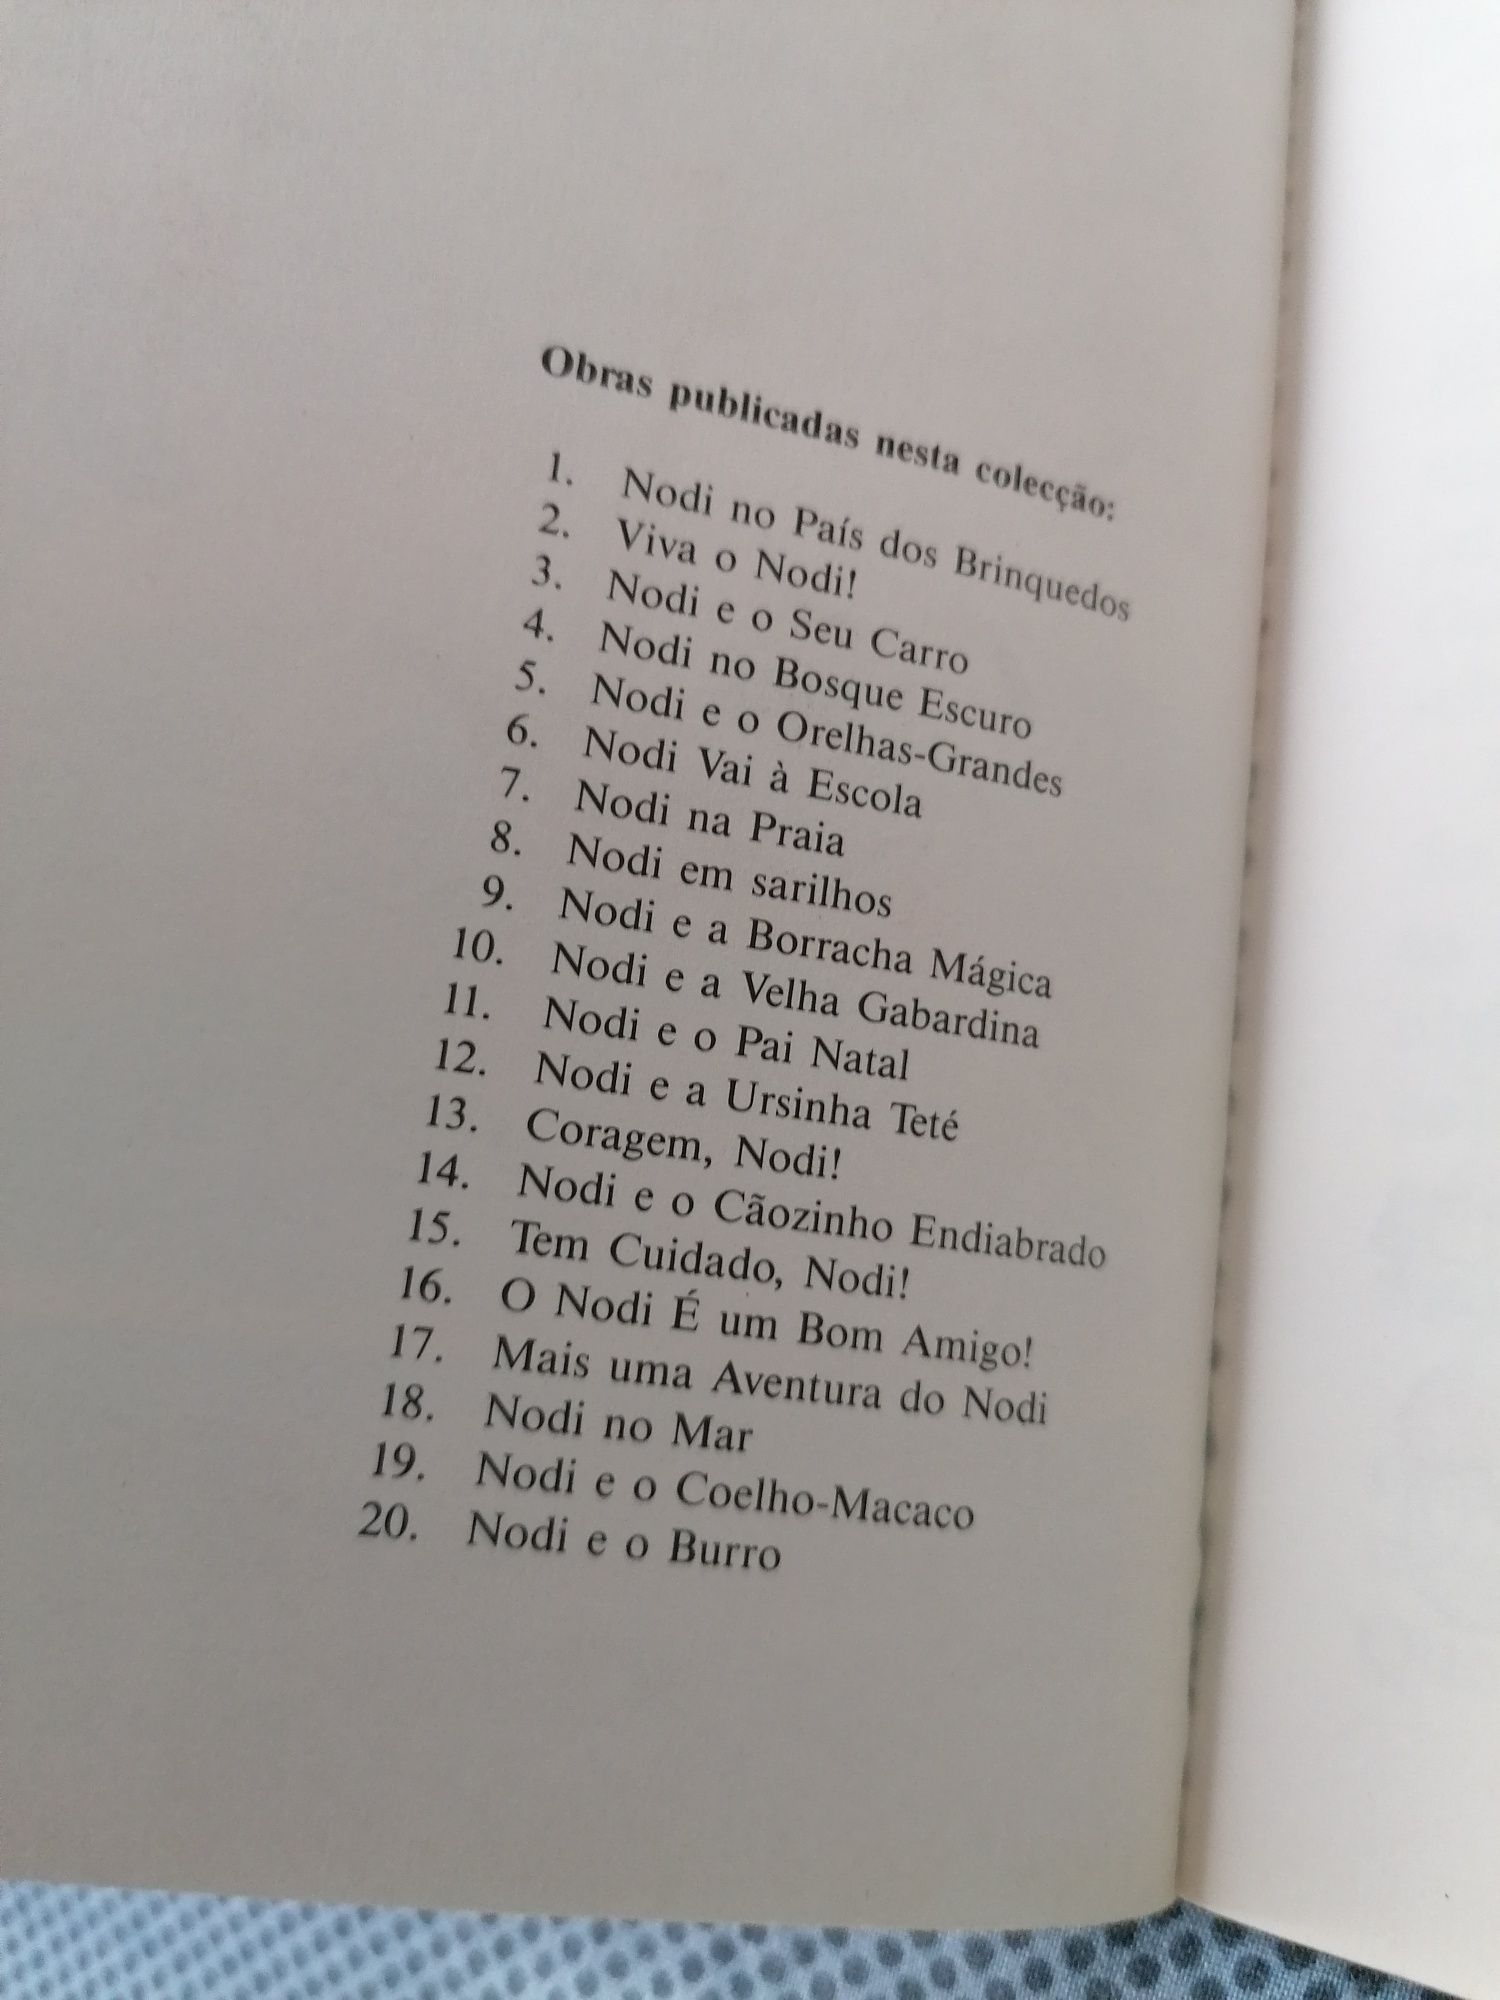 Obras publicadas nesta colecção:
1. Nodi no País dos Brinquedos
2. Viva o Nodi!
3. Nodi e o Seu Carro
4. Nodi no Bosque Escuro
5. Nodi e o Orelhas-Grandes
6. Nodi Vai à Escola
7. Nodi na Praia
8. Nodi em sarilhos
9. Nodi e a Borracha Mágica
10. Nodi e a Velha Gabardina
11. Nodi e o Pai Natal
12. Nodi e a Ursinha Teté
13. Coragem, Nodi!
14. Nodi e o Cãozinho Endiabrado
15. Tem Cuidado, Nodi!
16. O Nodi É um Bom Amigo!
17. Mais uma Aventura do Nodi
18. Nodi no Mar
19. Nodi e o Coelho-Macaco
20. Nodi e o Burro